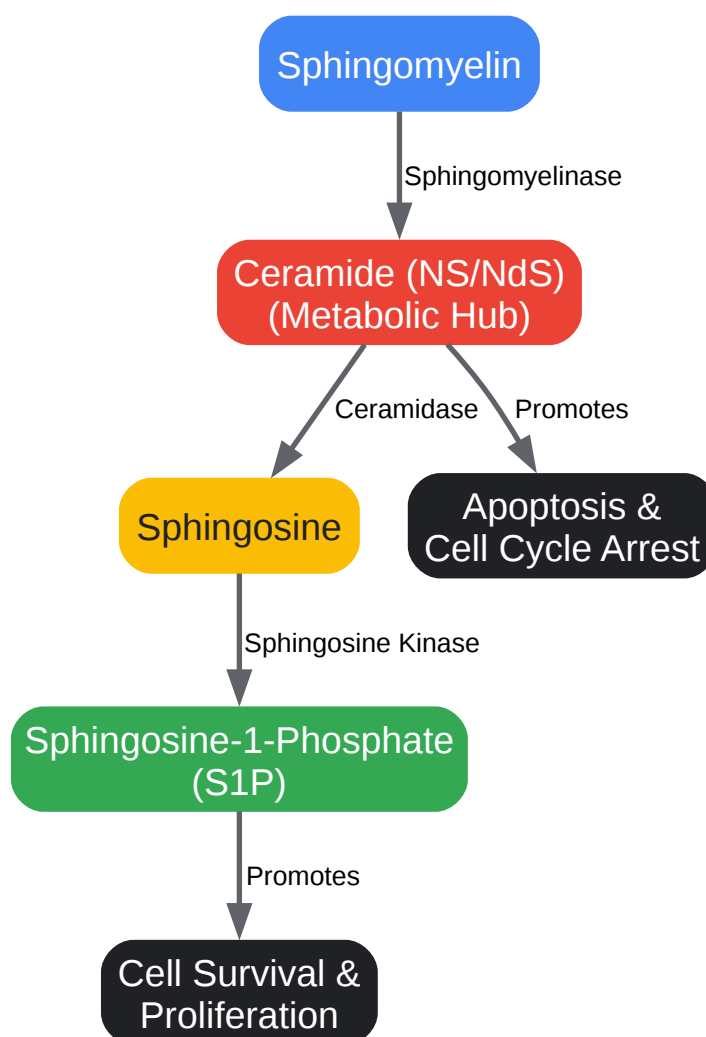 Sphingomyelin
Sphingomyelinase
Ceramide (NS/NdS)
(Metabolic Hub)
Ceramidase
Promotes
Sphingosine
Apoptosis &
Cell Cycle Arrest
Sphingosine Kinase
Sphingosine-1-Phosphate
(S1P)
Promotes
Cell Survival &
Proliferation